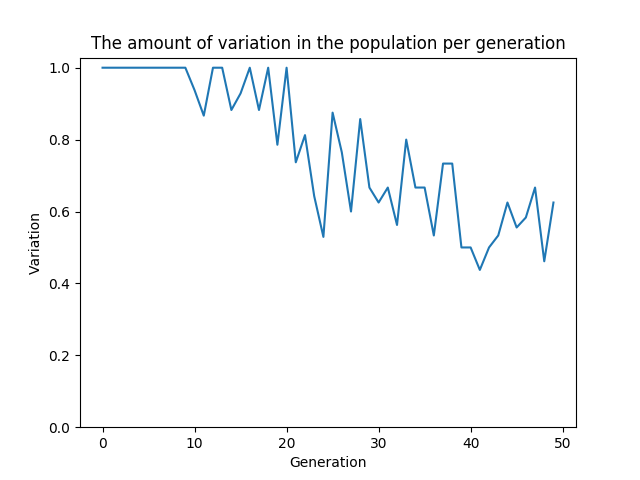 The amount of variation in the population per generation
1.0
0.8
0.6
0.4
0.2
0.0
Variation
0 10 20 30 40 50
Generation